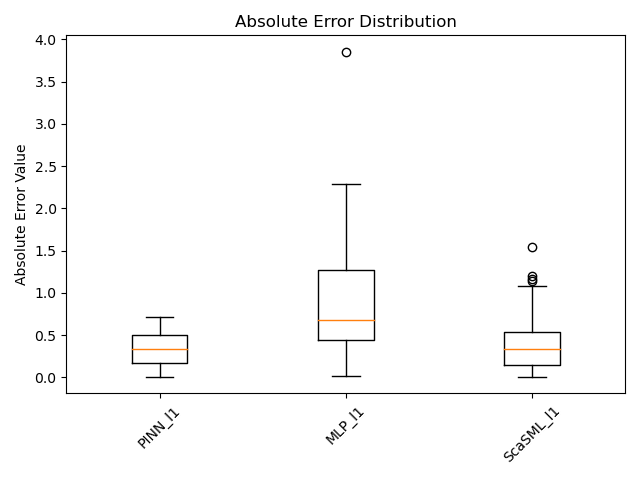 Absolute Error Distribution
Absolute Error Value
4.0
3.5
3.0
2.5
2.0
1.5
1.0
0.5
0.0
PINN_l1
MLP_l1
ScaSML_l1